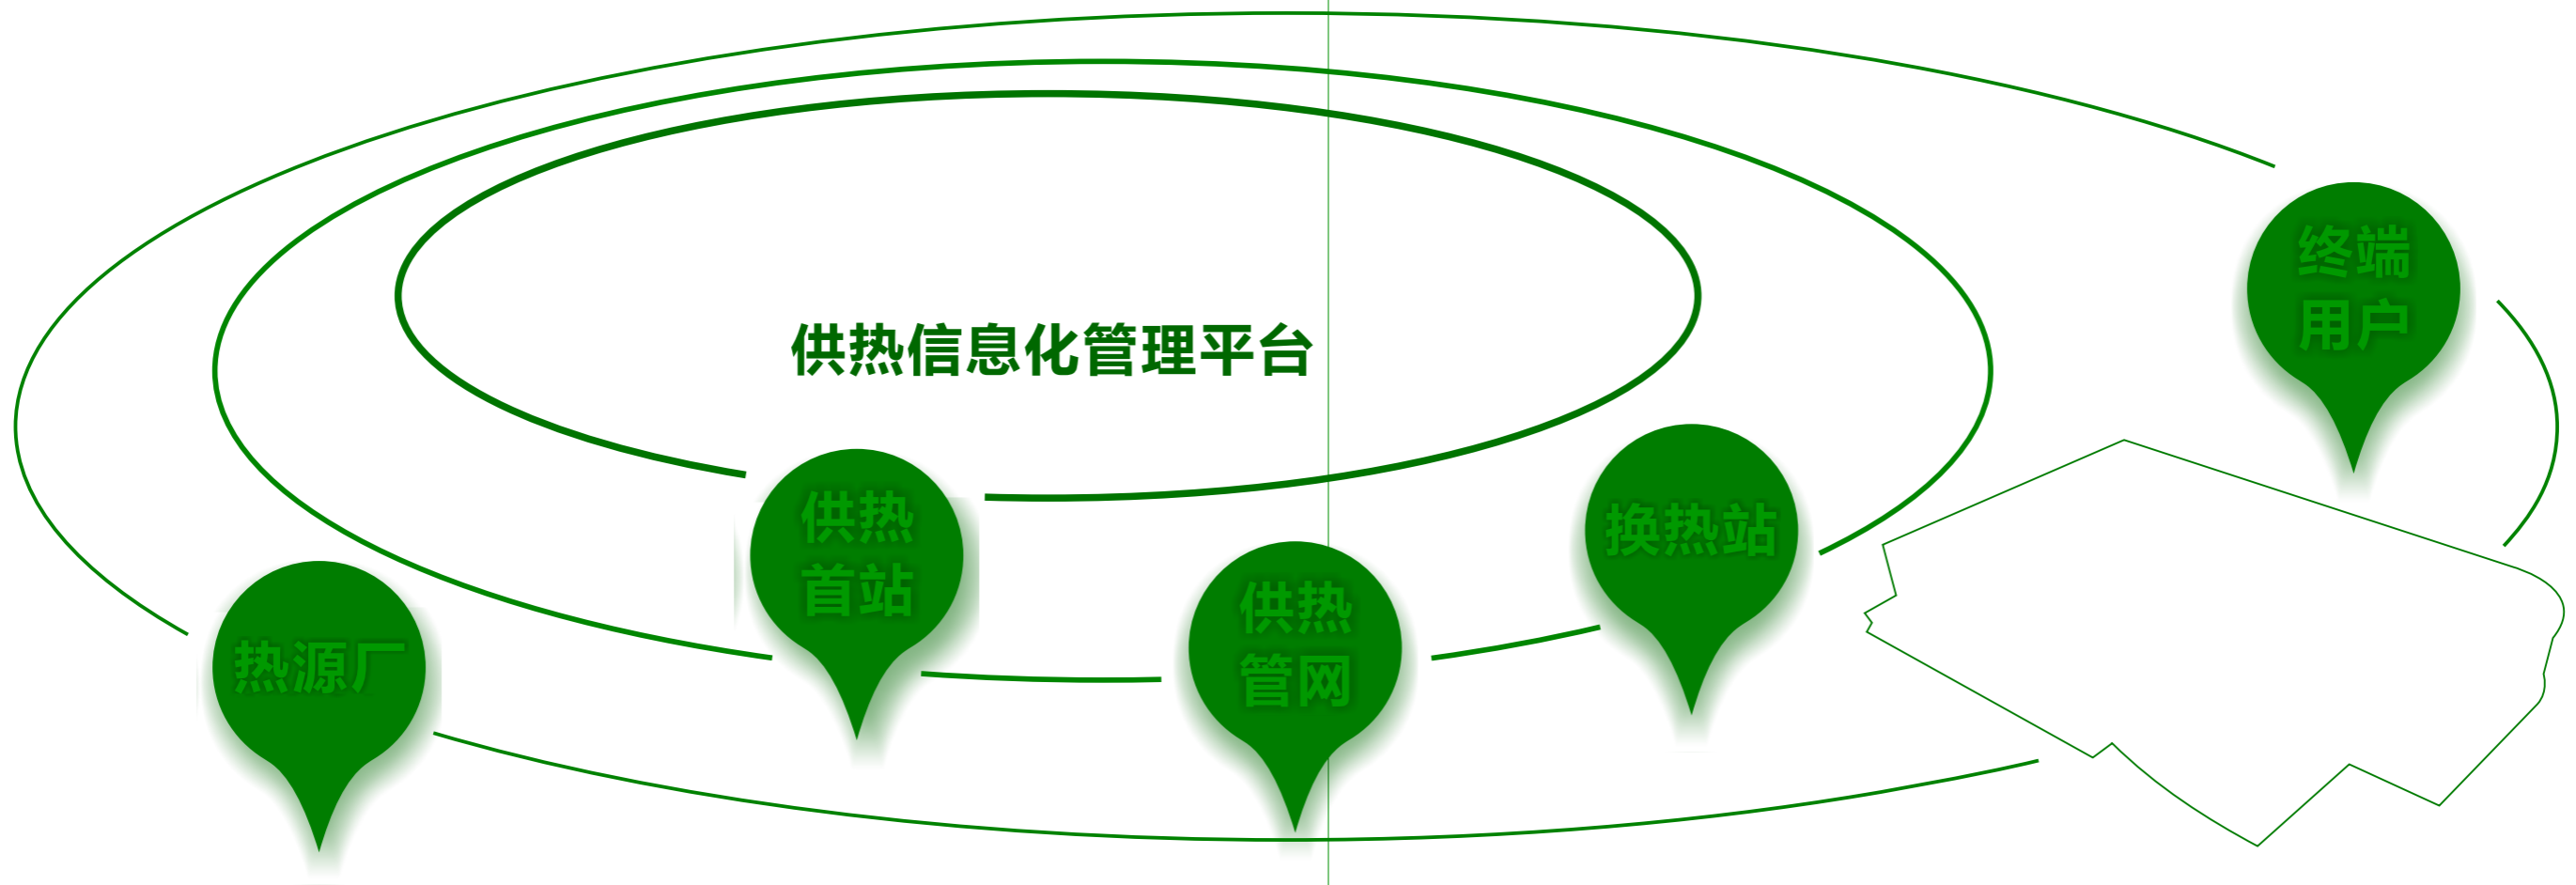 供热信息化管理平台
终端
用户
供热
首站
换热站
供热
管网
热源厂